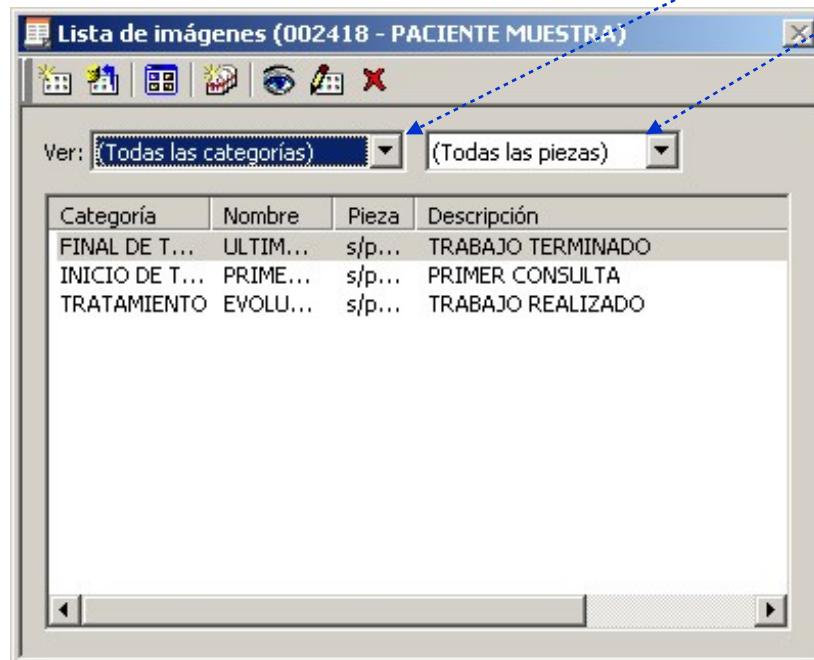 Lista de imágenes (002418 - PACIENTE MUESTRA)
Ver: (Todas las categorías) (Todas las piezas)
Categoría Nombre Pieza Descripción
FINAL DE T... ULTIM... s/p... TRABAJO TERMINADO
INICIO DE T... PRIME... s/p... PRIMER CONSULTA
TRATAMIENTO EVOLU... s/p... TRABAJO REALIZADO